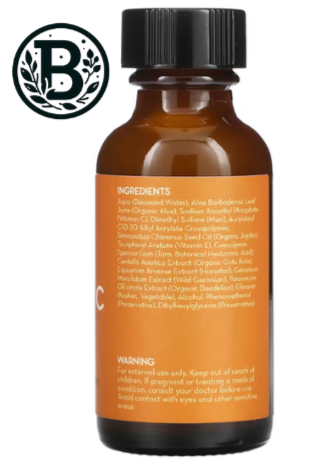 B
C
INGREDIENTS
Aqua (Deionized Water), Aloe Barbadensis Leaf
Juice (Organic Aloe), Sodium Ascorbyl Phosphate
(Vitamin C), Dimethyl Sulfone (Msm), Acrylates/
C10-30 Alkyl Acrylate Crosspolymer,
Simmondsia Chinensis Seed Oil (Organic Jojoba),
Tocopheryl Acetate (Vitamin E),
Gum (Tara, Botanical Hyaluronic Acid),
Centella Asiatica Extract (Organic Gotu Kola),
Equisetum Arvense Extract (Horsetail), Geranium
Maculatum Extract (Wild Geranium), Taraxacum
Officinale Extract (Organic Dandelion), Glycerin
(Kosher, Vegetable), Alcohol, Phenoxyethanol
(Preservative), Ethylhexylglycerin (Preservative)
WARNING
For external use only. Keep out of reach of
children. If pregnant or treating a medical
condition, consult your doctor before use.
Avoid contact with eyes and other sensitive
areas.